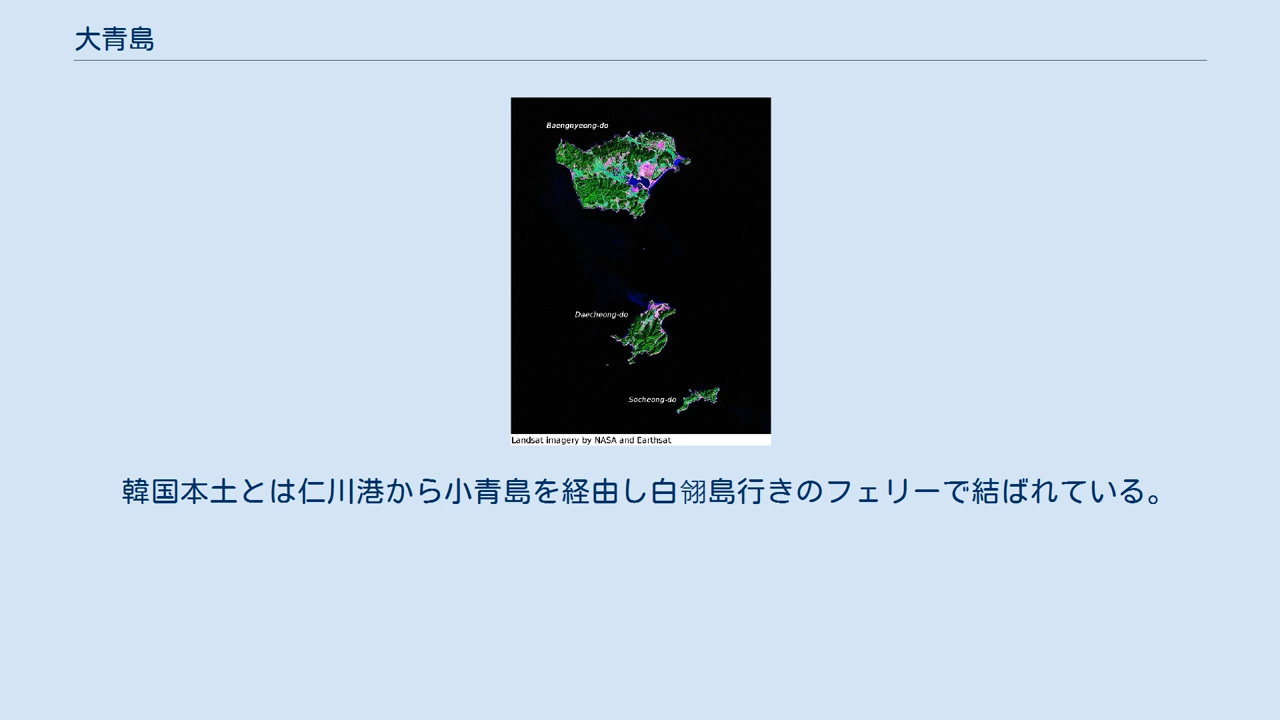 大青島
Baengnyeong-do
Daecheong-do
Socheong-do
Landsat imagery by NASA and Earthsat
韓国本土とは仁川港から小青島を経由し白翎島行きのフェリーで結ばれている。